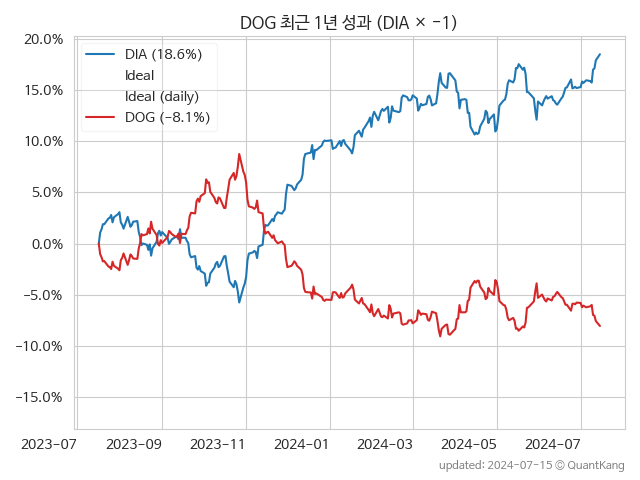 DOG 최근 1년 성과 (DIA × -1)
20.0%
15.0%
10.0%
5.0%
0.0%
-5.0%
-10.0%
-15.0%
DIA (18.6%)
Ideal
Ideal (daily)
DOG (-8.1%)
2023-07 2023-09 2023-11 2024-01 2024-03 2024-05 2024-07
updated: 2024-07-15 © QuantKang